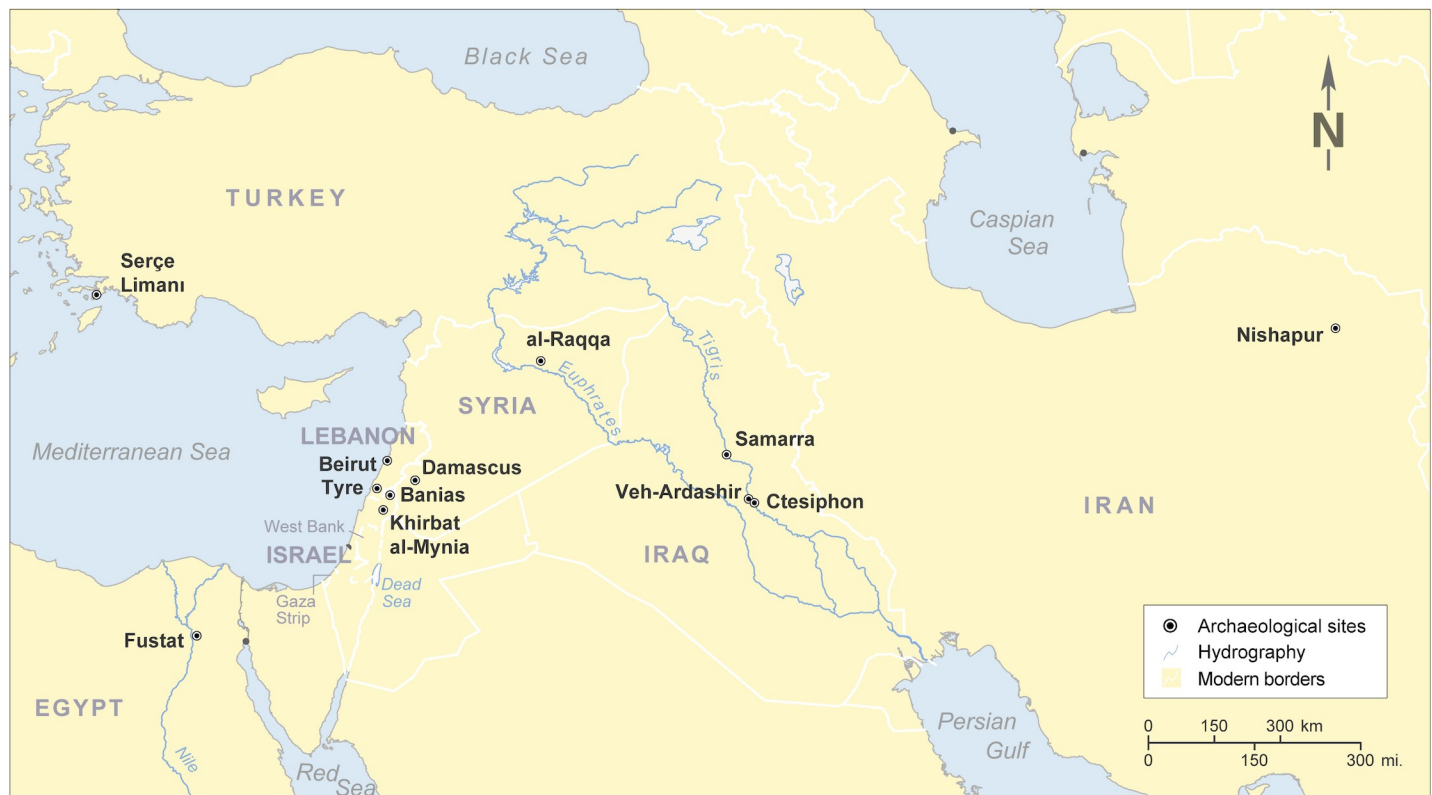 Black Sea
N
TURKEY
Caspian
Sea
Serçe
Limanı
Nishapur
al-Raqqa
Tigris
Euphrates
SYRIA
LEBANON
Mediterranean Sea
Samarra
Beirut
Damascus
Tyre
Banias
Veh-Ardashir
Ctesiphon
IRAN
Khirbat
al-Mynia
West Bank
ISRAEL
IRAQ
Dead
Sea
Gaza
Strip
Fustat
EGYPT
Nile
Red
Sea
Persian
Gulf
Archaeological sites
Hydrography
Modern borders
0 150 300 km
0 150 300 mi.